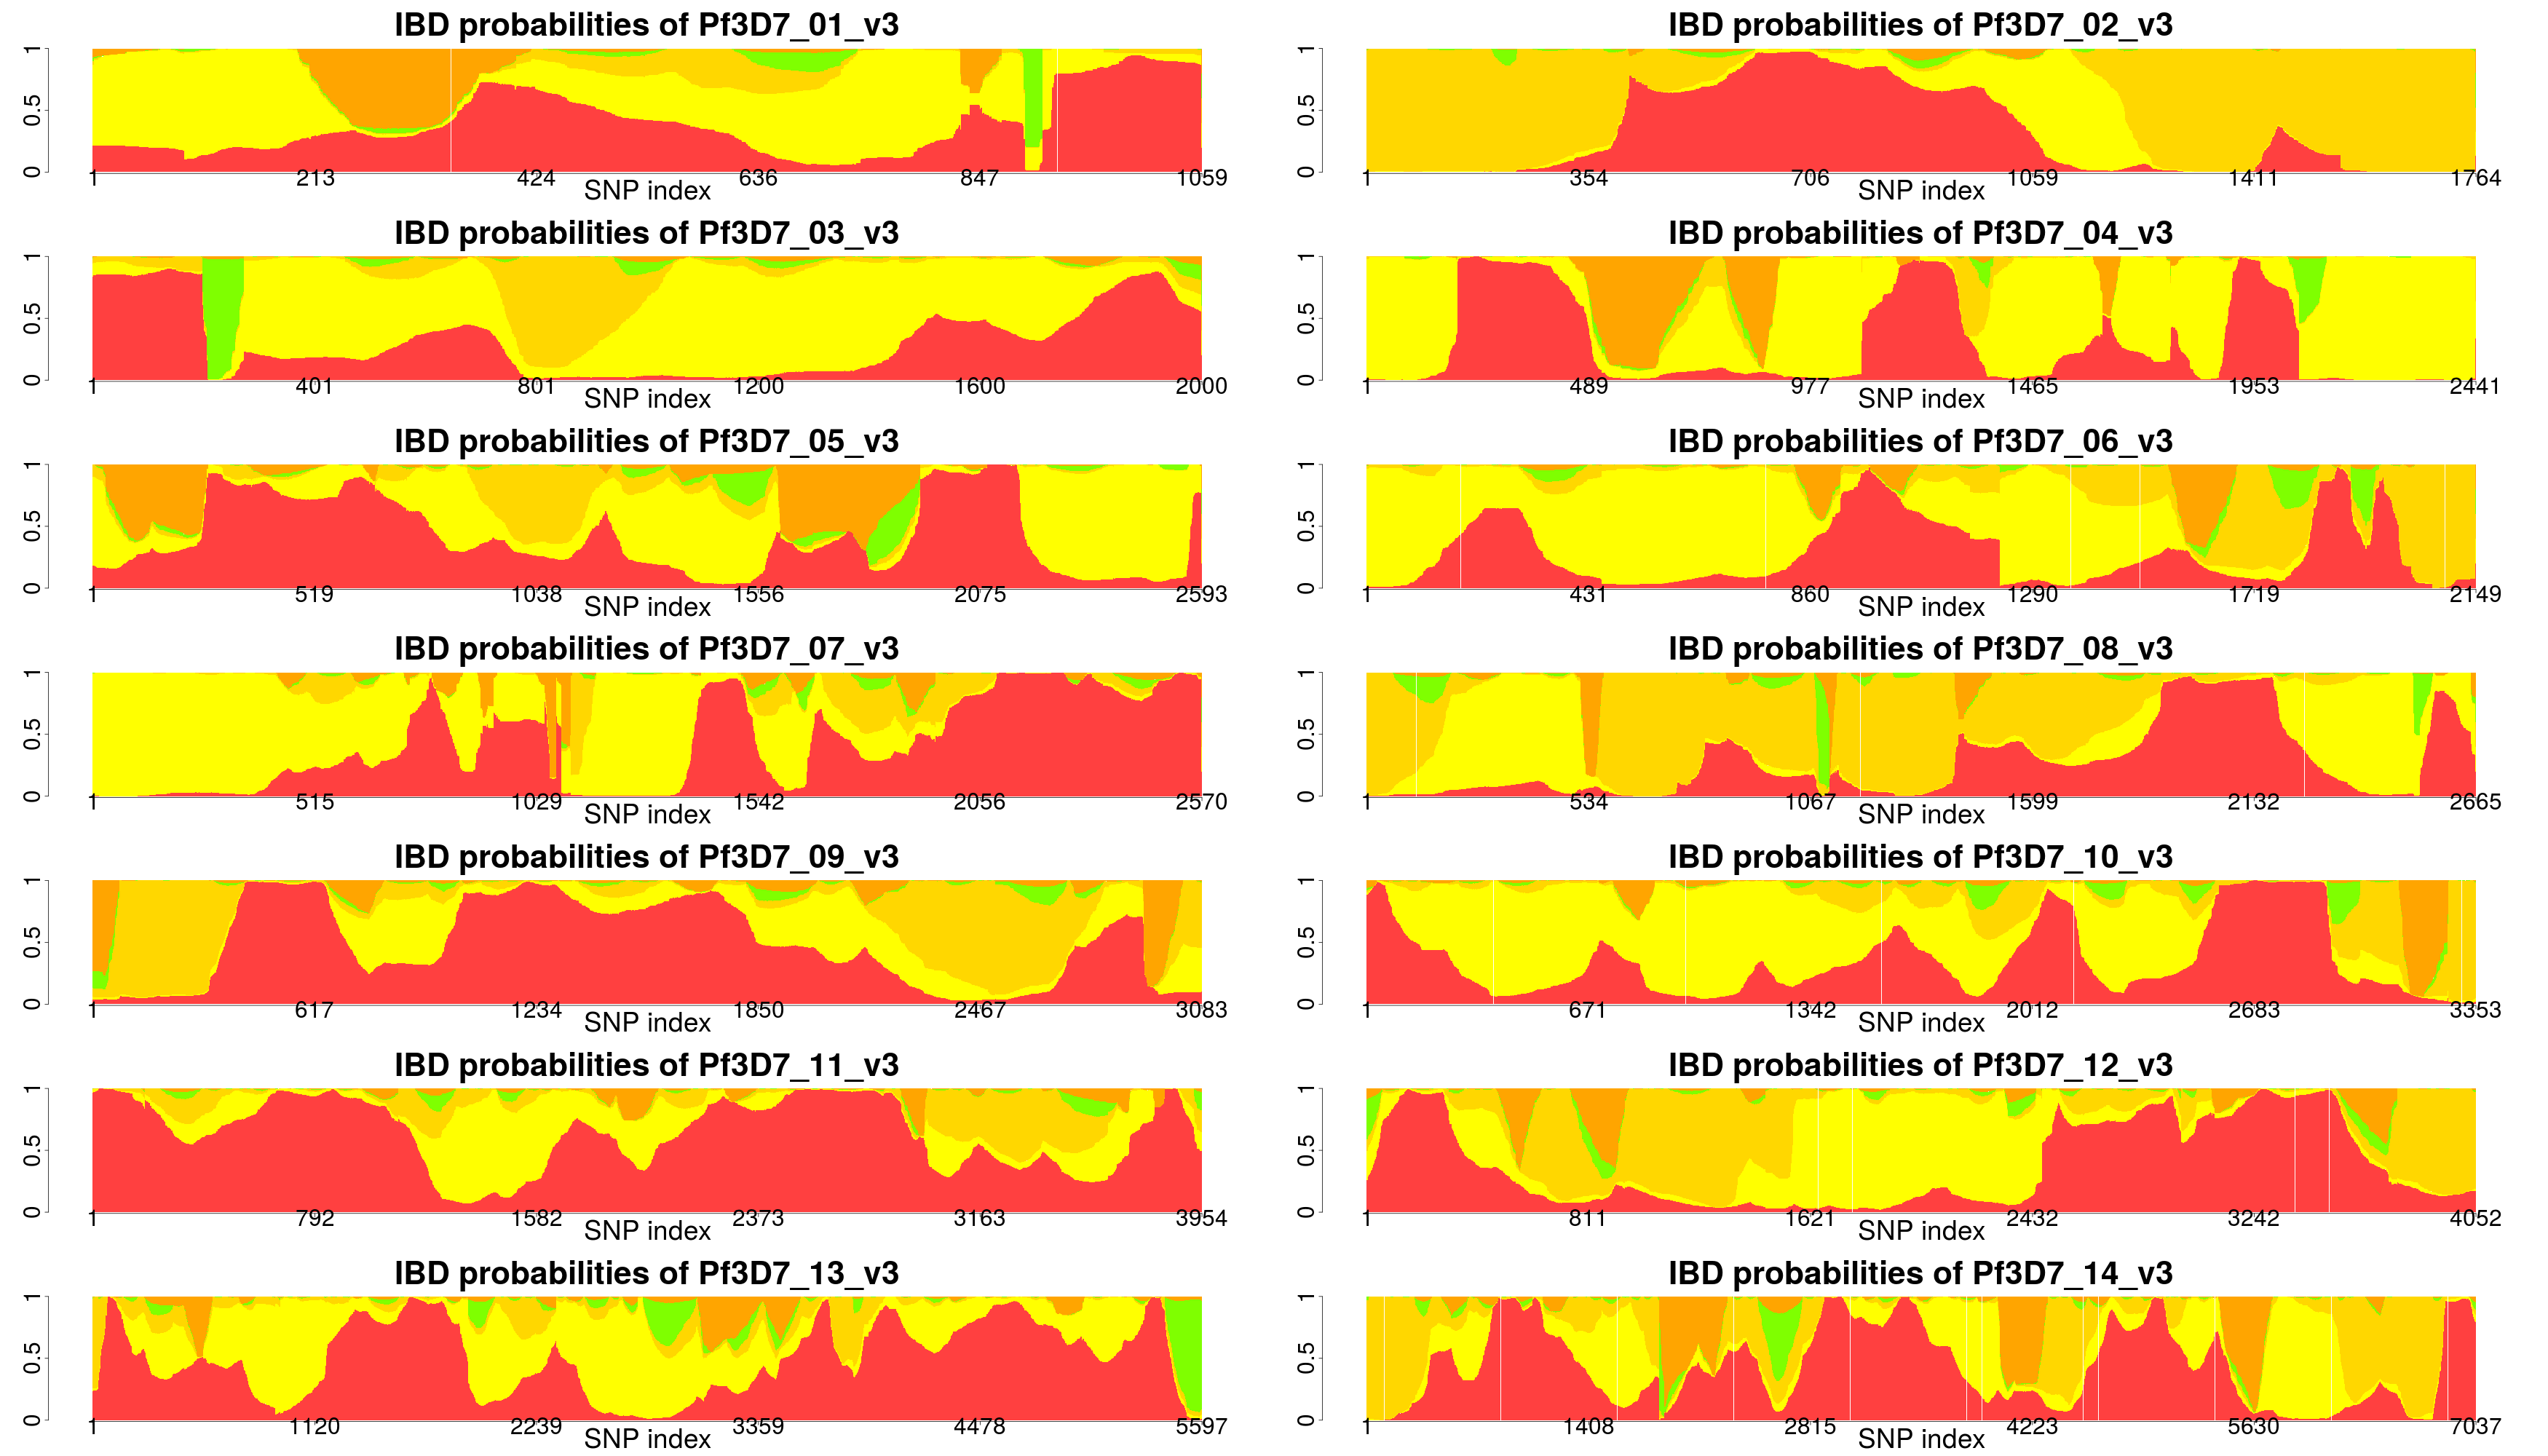 IBD probabilities of Pf3D7_01_v3
0 0.5 1
1 213 424 636 847 1059
SNP index
IBD probabilities of Pf3D7_02_v3
0 0.5 1
1 354 706 1059 1411 1764
SNP index
IBD probabilities of Pf3D7_03_v3
0 0.5 1
1 401 801 1200 1600 2000
SNP index
IBD probabilities of Pf3D7_04_v3
0 0.5 1
1 489 977 1465 1953 2441
SNP index
IBD probabilities of Pf3D7_05_v3
0 0.5 1
1 519 1038 1556 2075 2593
SNP index
IBD probabilities of Pf3D7_06_v3
0 0.5 1
1 431 860 1290 1719 2149
SNP index
IBD probabilities of Pf3D7_07_v3
0 0.5 1
1 515 1029 1542 2056 2570
SNP index
IBD probabilities of Pf3D7_08_v3
0 0.5 1
1 534 1067 1599 2132 2665
SNP index
IBD probabilities of Pf3D7_09_v3
0 0.5 1
1 617 1234 1850 2467 3083
SNP index
IBD probabilities of Pf3D7_10_v3
0 0.5 1
1 671 1342 2012 2683 3353
SNP index
IBD probabilities of Pf3D7_11_v3
0 0.5 1
1 792 1582 2373 3163 3954
SNP index
IBD probabilities of Pf3D7_12_v3
0 0.5 1
1 811 1621 2432 3242 4052
SNP index
IBD probabilities of Pf3D7_13_v3
0 0.5 1
1 1120 2239 3359 4478 5597
SNP index
IBD probabilities of Pf3D7_14_v3
0 0.5 1
1 1408 2815 4223 5630 7037
SNP index